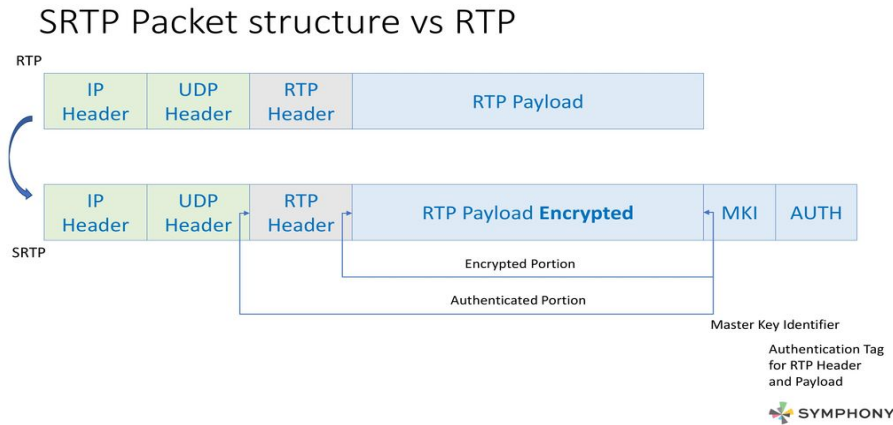 SRTP Packet structure vs RTP
RTP
IP
Header
UDP
Header
RTP
Header
RTP Payload
IP
Header
UDP
Header
RTP
Header
RTP Payload Encrypted
MKI
AUTH
SRTP
Encrypted Portion
Authenticated Portion
Master Key Identifier
Authentication Tag
for RTP Header
and Payload
SYMPHONY